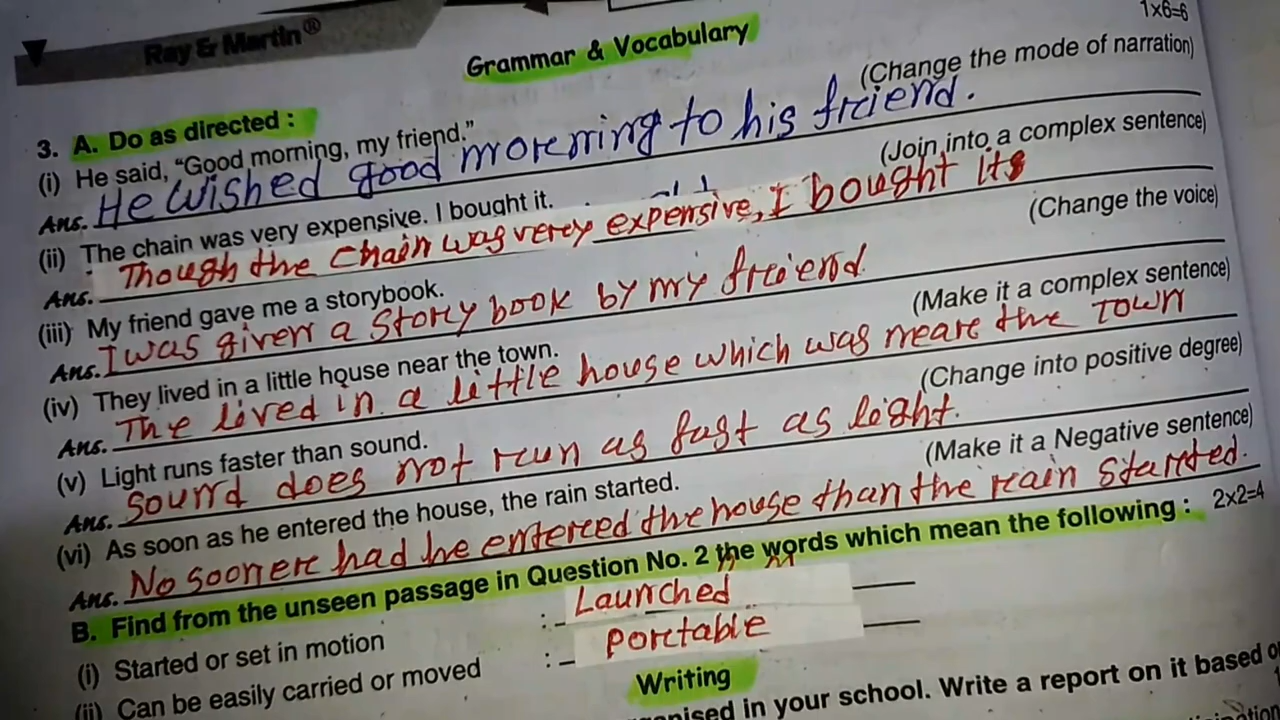 Ray & Martin®
1x6=6
Grammar & Vocabulary
3. A. Do as directed :
(i) He said, “Good morning, my friend.” (Change the mode of narration)
Ans. He wished good morning to his friend.
(ii) The chain was very expensive. I bought it. (Join into a complex sentence)
Ans. Though the chain was very expensive, I bought its
(iii) My friend gave me a storybook. (Change the voice)
Ans. I was given a story book by my friend.
(iv) They lived in a little house near the town. (Make it a complex sentence)
Ans. The lived in a little house which was neare the town
(v) Light runs faster than sound. (Change into positive degree)
Ans. Sound does not run as fast as light.
(vi) As soon as he entered the house, the rain started. (Make it a Negative sentence)
Ans. No sooner had he entered the house than the rain started.
B. Find from the unseen passage in Question No. 2 the words which mean the following : 2x2=4
(i) Started or set in motion : Launched
(ii) Can be easily carried or moved : portable
Writing
in your school. Write a report on it based